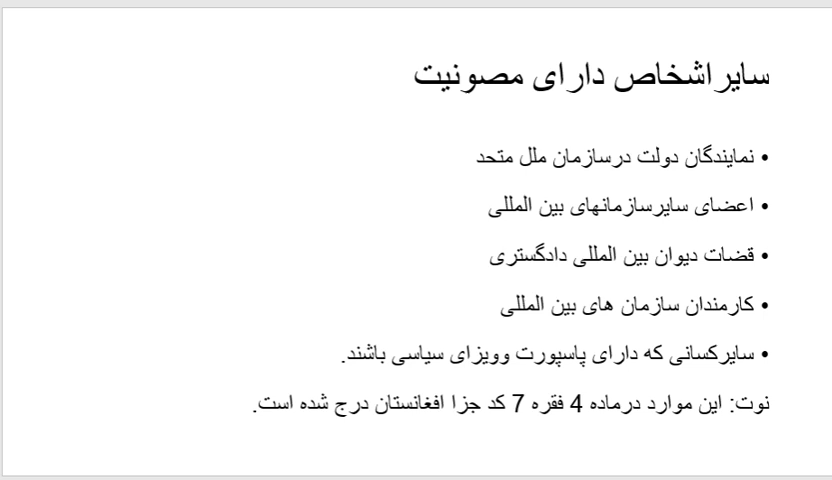 سایر اشخاص دارای مصونیت
• نمایندگان دولت درسازمان ملل متحد
• اعضای سایرسازمانهای بین المللی
• قضات دیوان بین المللی دادگستری
• کارمندان سازمان های بین المللی
• سایرکسانی که دارای پاسپورت وویزای سیاسی باشند.
نوت: این موارد درماده 4 فقره 7 کد جزا افغانستان درج شده است.